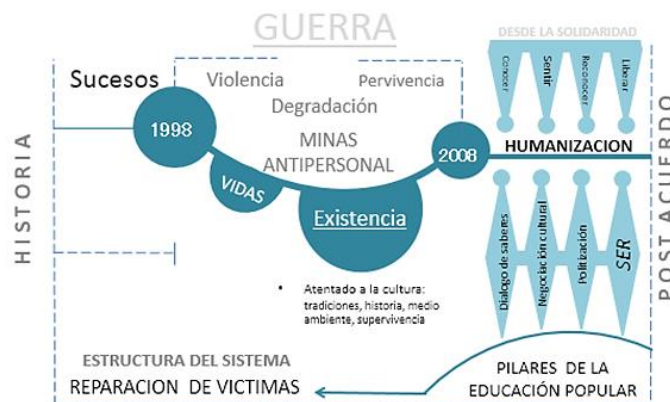 GUERRA
DESDE LA SOLIDARIDAD
Sucesos
Violencia
Pervivencia
Degradación
Conocer
Sentir
Reconocer
Liberar
1998
MINAS
ANTIPERSONAL
2008
HUMANIZACION
HISTORIA
VIDAS
Existencia
Dialogo de saberes
Negociación cultural
Politización
SER
POST ACUERDO
• Atentado a la cultura:
tradiciones, historia, medio
ambiente, supervivencia
ESTRUCTURA DEL SISTEMA
REPARACION DE VICTIMAS
PILARES DE LA
EDUCACIÓN POPULAR